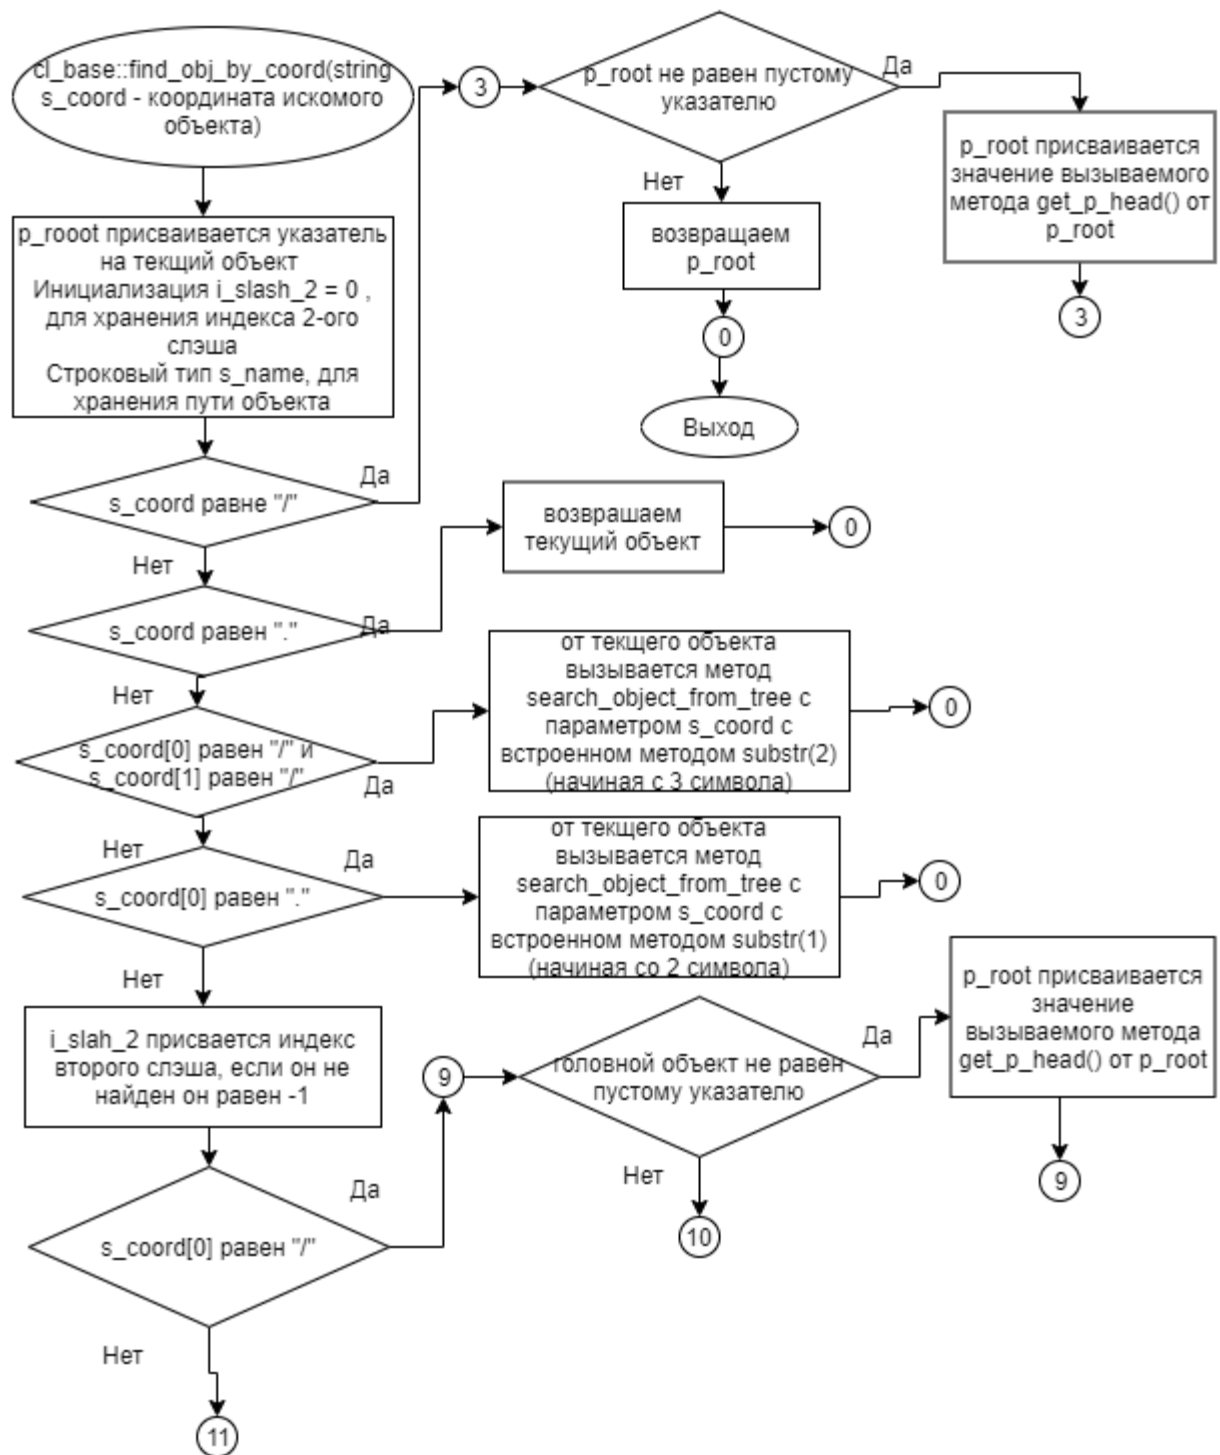 cl_base::find_obj_by_coord(string
s_coord - координата искомого
объекта)
3
p_root не равен пустому
указателю
Да
p_root присваивается
значение вызываемого
метода get_p_head() от
p_root
3
Нет
возвращаем
p_root
0
Выход
p_rooot присваивается указатель
на текщий объект
Инициализация i_slash_2 = 0 ,
для хранения индекса 2-ого
слэша
Строковый тип s_name, для
хранения пути объекта
s_coord равне "/"
Да
Нет
возврашаем
текущий объект
0
s_coord равен "."
Да
Нет
от текщего объекта
вызывается метод
search_object_from_tree с
параметром s_coord с
встроенном методом substr(2)
(начиная с 3 символа)
0
s_coord[0] равен "/" и
s_coord[1] равен "/"
Да
Нет
от текщего объекта
вызывается метод
search_object_from_tree с
параметром s_coord с
встроенном методом substr(1)
(начиная со 2 символа)
0
s_coord[0] равен "."
Да
Нет
i_slah_2 присвается индекс
второго слэша, если он не
найден он равен -1
9
головной объект не равен
пустому указателю
Да
p_root присваивается
значение
вызываемого метода
get_p_head() от p_root
9
Нет
10
s_coord[0] равен "/"
Да
Нет
11